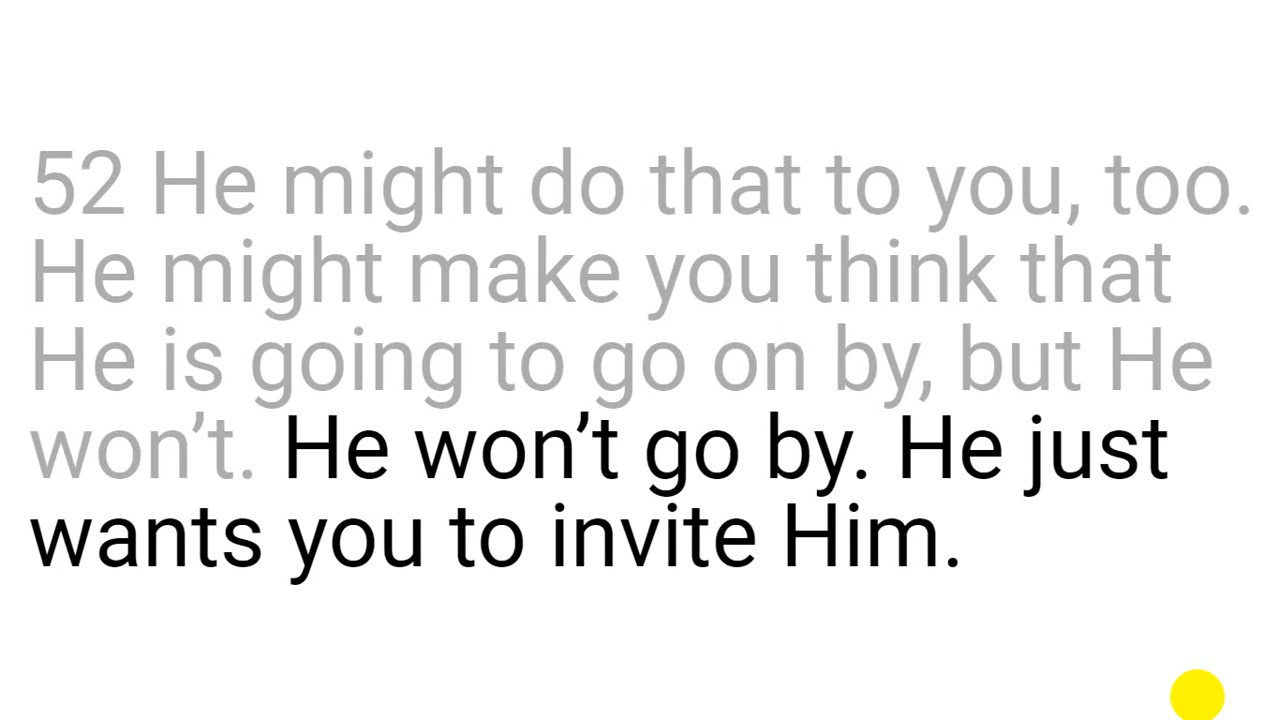 52 He might do that to you, too.
He might make you think that
He is going to go on by, but He
won’t. He won’t go by. He just
wants you to invite Him.